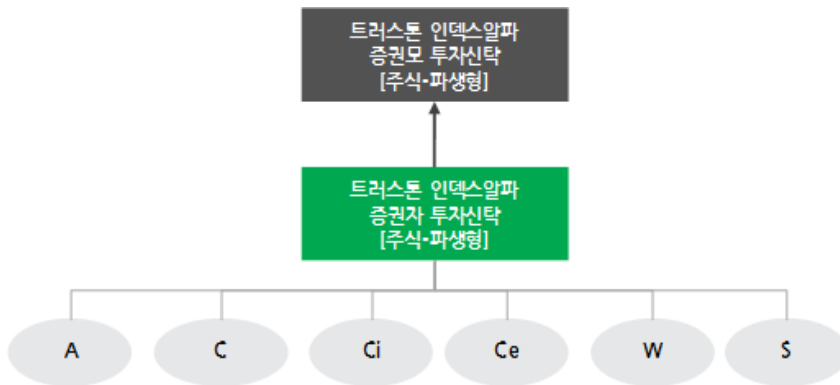 트러스톤 인덱스알파
증권모 투자신탁
[주식-파생형]
트러스톤 인덱스알파
증권자 투자신탁
[주식-파생형]
A C Ci Ce W S